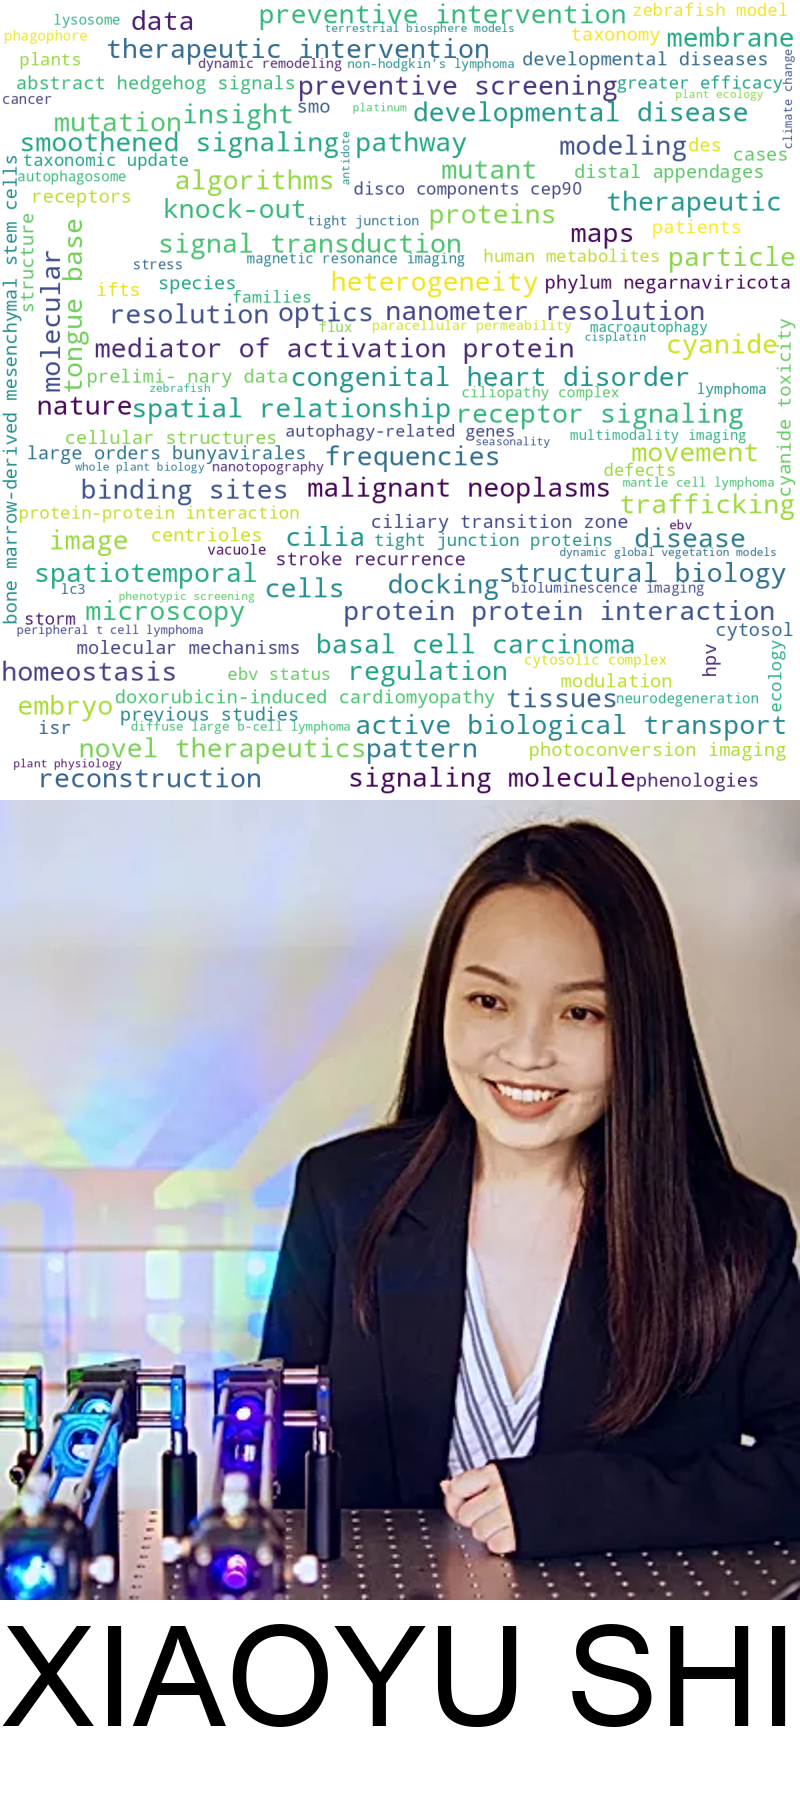 lysosome data preventive intervention zebrafish model
phagophore therapeutic intervention terrestrial biosphere models taxonomy membrane
plants dynamic remodeling non-hodgkin's lymphoma developmental diseases
abstract hedgehog signals preventive screening greater efficacy
cancer mutation insight smo platinum developmental disease plant ecology climate change
smoothened signaling pathway antidote modeling des
taxonomic update mutant cases
autophagosome algorithms disco components cep90 distal appendages
receptors knock-out tight junction proteins therapeutic
signal transduction maps patients
stress magnetic resonance imaging human metabolites particle
ifts species families heterogeneity phylum negarnaviricota
resolution optics nanometer resolution
flux paracellular permeability macroautophagy
mediator of activation protein cisplatin cyanide
bone marrow-derived mesenchymal stem cells
structure
molecular
tongue base
cyanide toxicity
prelimi- nary data congenital heart disorder
zebrafish ciliopathy complex lymphoma
nature spatial relationship receptor signaling
cellular structures autophagy-related genes seasonality multimodality imaging
large orders bunyavirales frequencies movement
whole plant biology nanotopography defects
binding sites malignant neoplasms mantle cell lymphoma
protein-protein interaction trafficking
image centrioles cilia ciliary transition zone ebv
vacuole tight junction proteins disease
stroke recurrence dynamic global vegetation models
spatiotemporal cells docking structural biology
lc3 phenotypic screening bioluminescence imaging
storm microscopy protein protein interaction
peripheral t cell lymphoma cytosol
molecular mechanisms basal cell carcinoma
homeostasis ebv status regulation cytosolic complex hpv
modulation ecology
embryo doxorubicin-induced cardiomyopathy tissues neurodegeneration
isr previous studies diffuse large b-cell lymphoma active biological transport
novel therapeutics pattern photoconversion imaging
plant physiology
reconstruction signaling molecule phenologies
XIAOYU SHI